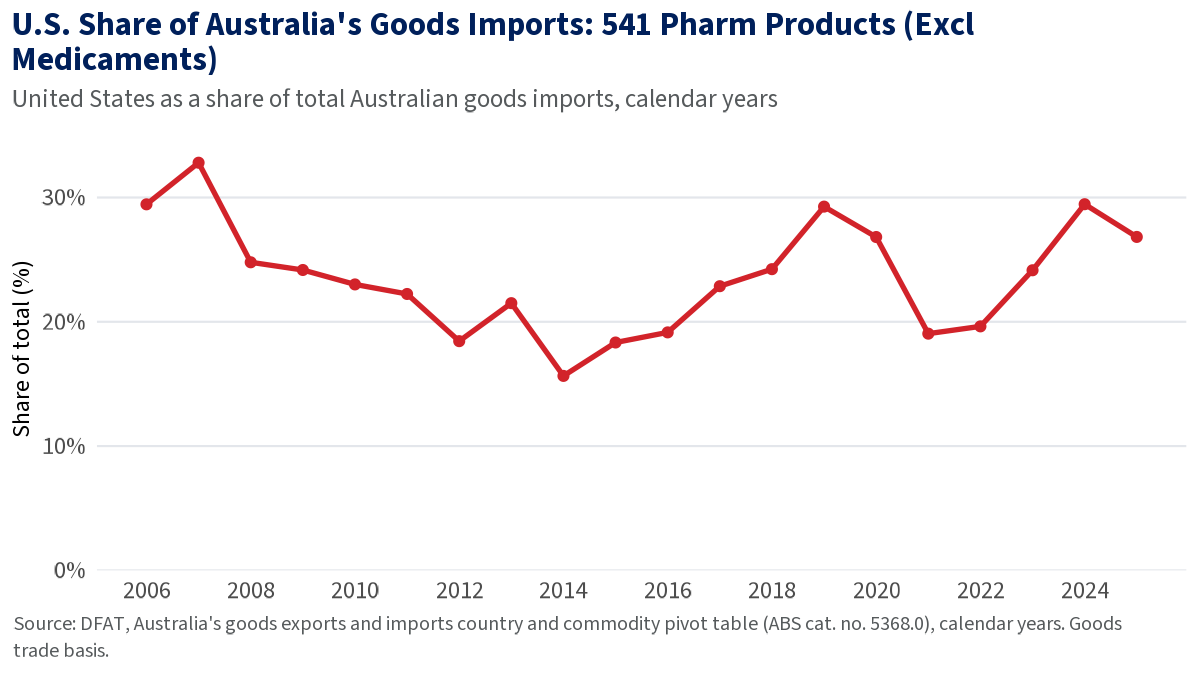 U.S. Share of Australia's Goods Imports: 541 Pharm Products (Excl
Medicaments)
United States as a share of total Australian goods imports, calendar years
Share of total (%)
30%
20%
10%
0%
2006 2008 2010 2012 2014 2016 2018 2020 2022 2024
Source: DFAT, Australia's goods exports and imports country and commodity pivot table (ABS cat. no. 5368.0), calendar years. Goods
trade basis.